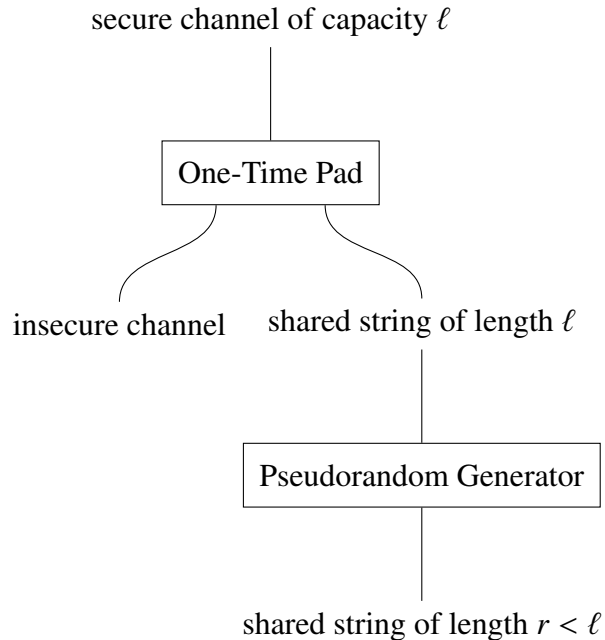 secure channel of capacity ℓ
One-Time Pad
insecure channel
shared string of length ℓ
Pseudorandom Generator
shared string of length r < ℓ